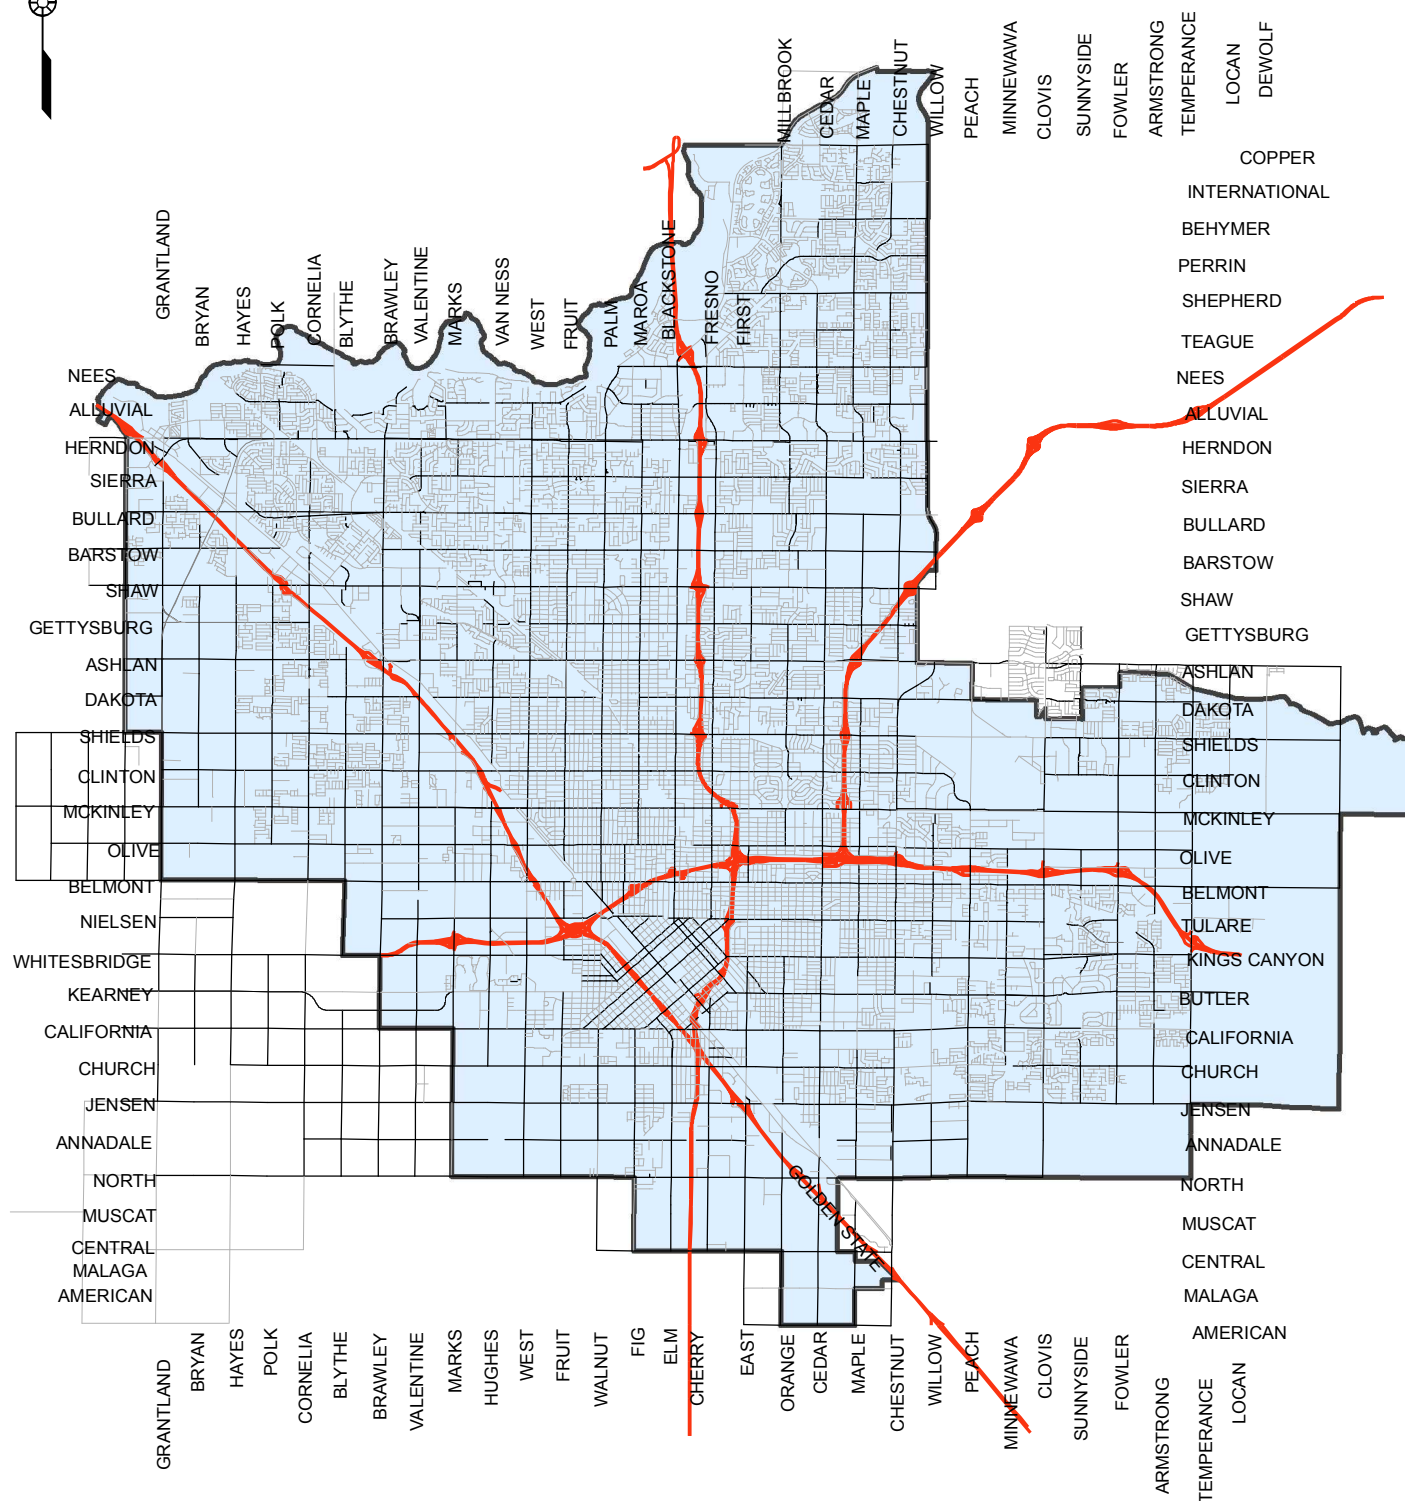 MILLBROOK
CEDAR
MAPLE
CHESTNUT
WILLOW
PEACH
MINNEWAWA
CLOVIS
SUNNYSIDE
FOWLER
ARMSTRONG
TEMPERANCE
LOCAN
DEWOLF
GRANTLAND
BRYAN
HAYES
POLK
CORNELIA
BLYTHE
BRAWLEY
VALENTINE
MARKS
VAN NESS
WEST
FRUIT
PALM
MAROA
BLACKSTONE
FRESNO
FIRST
COPPER
INTERNATIONAL
BEHYMER
PERRIN
SHEPHERD
TEAGUE
NEES
ALLUVIAL
HERNDON
SIERRA
BULLARD
BARSTOW
SHAW
GETTYSBURG
ASHLAN
DAKOTA
SHIELDS
CLINTON
MCKINLEY
OLIVE
BELMONT
TULARE
KINGS CANYON
BUTLER
CALIFORNIA
CHURCH
JENSEN
ANNADALE
NORTH
MUSCAT
CENTRAL
MALAGA
AMERICAN
NEES
ALLUVIAL
HERNDON
SIERRA
BULLARD
BARSTOW
SHAW
GETTYSBURG
ASHLAN
DAKOTA
SHIELDS
CLINTON
MCKINLEY
OLIVE
BELMONT
NIELSEN
WHITESBRIDGE
KEARNEY
CALIFORNIA
CHURCH
JENSEN
ANNADALE
NORTH
MUSCAT
CENTRAL
MALAGA
AMERICAN
GOLDEN STATE
GRANTLAND
BRYAN
HAYES
POLK
CORNELIA
BLYTHE
BRAWLEY
VALENTINE
MARKS
HUGHES
WEST
FRUIT
WALNUT
FIG
ELM
CHERRY
EAST
ORANGE
CEDAR
MAPLE
CHESTNUT
WILLOW
PEACH
MINNEWAWA
CLOVIS
SUNNYSIDE
FOWLER
ARMSTRONG
TEMPERANCE
LOCAN